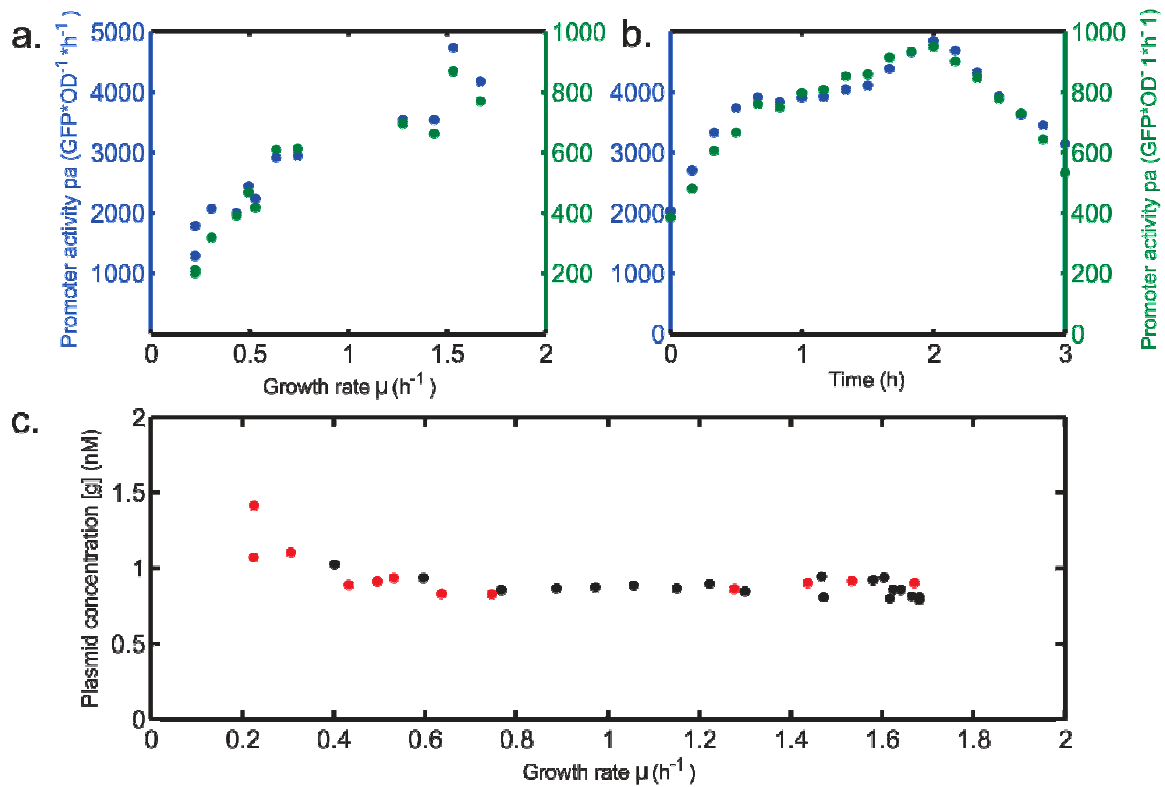 a.
Promoter activity pa (GFP*OD⁻¹*h⁻¹)
5000
4000
3000
2000
1000
1000
800
600
400
200
0 0.5 1 1.5 2
Growth rate μ (h⁻¹)
b.
5000
4000
3000
2000
1000
0
1000
800
600
400
200
0
Promoter activity pa (GFP*OD⁻1*h⁻1)
0 1 2 3
Time (h)
c.
Plasmid concentration [g] (nM)
2
1.5
1
0.5
0
0 0.2 0.4 0.6 0.8 1 1.2 1.4 1.6 1.8 2
Growth rate μ (h⁻¹)